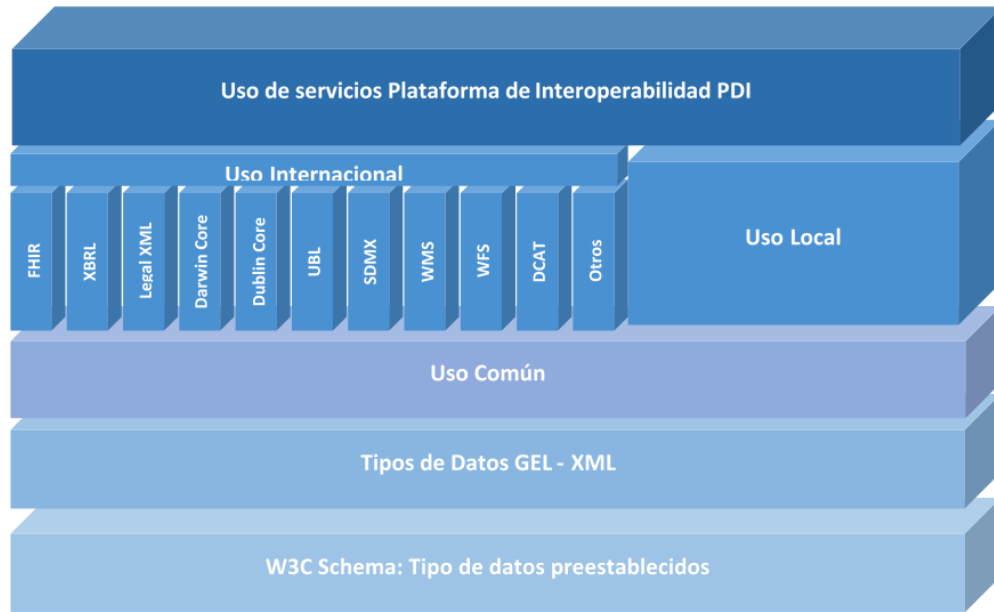 Uso de servicios Plataforma de Interoperabilidad PDI
Uso Internacional
FHIR
XBRL
Legal XML
Darwin Core
Dublin Core
UBL
SDMX
WMS
WFS
DCAT
Otros
Uso Local
Uso Común
Tipos de Datos GEL - XML
W3C Schema: Tipo de datos preestablecidos